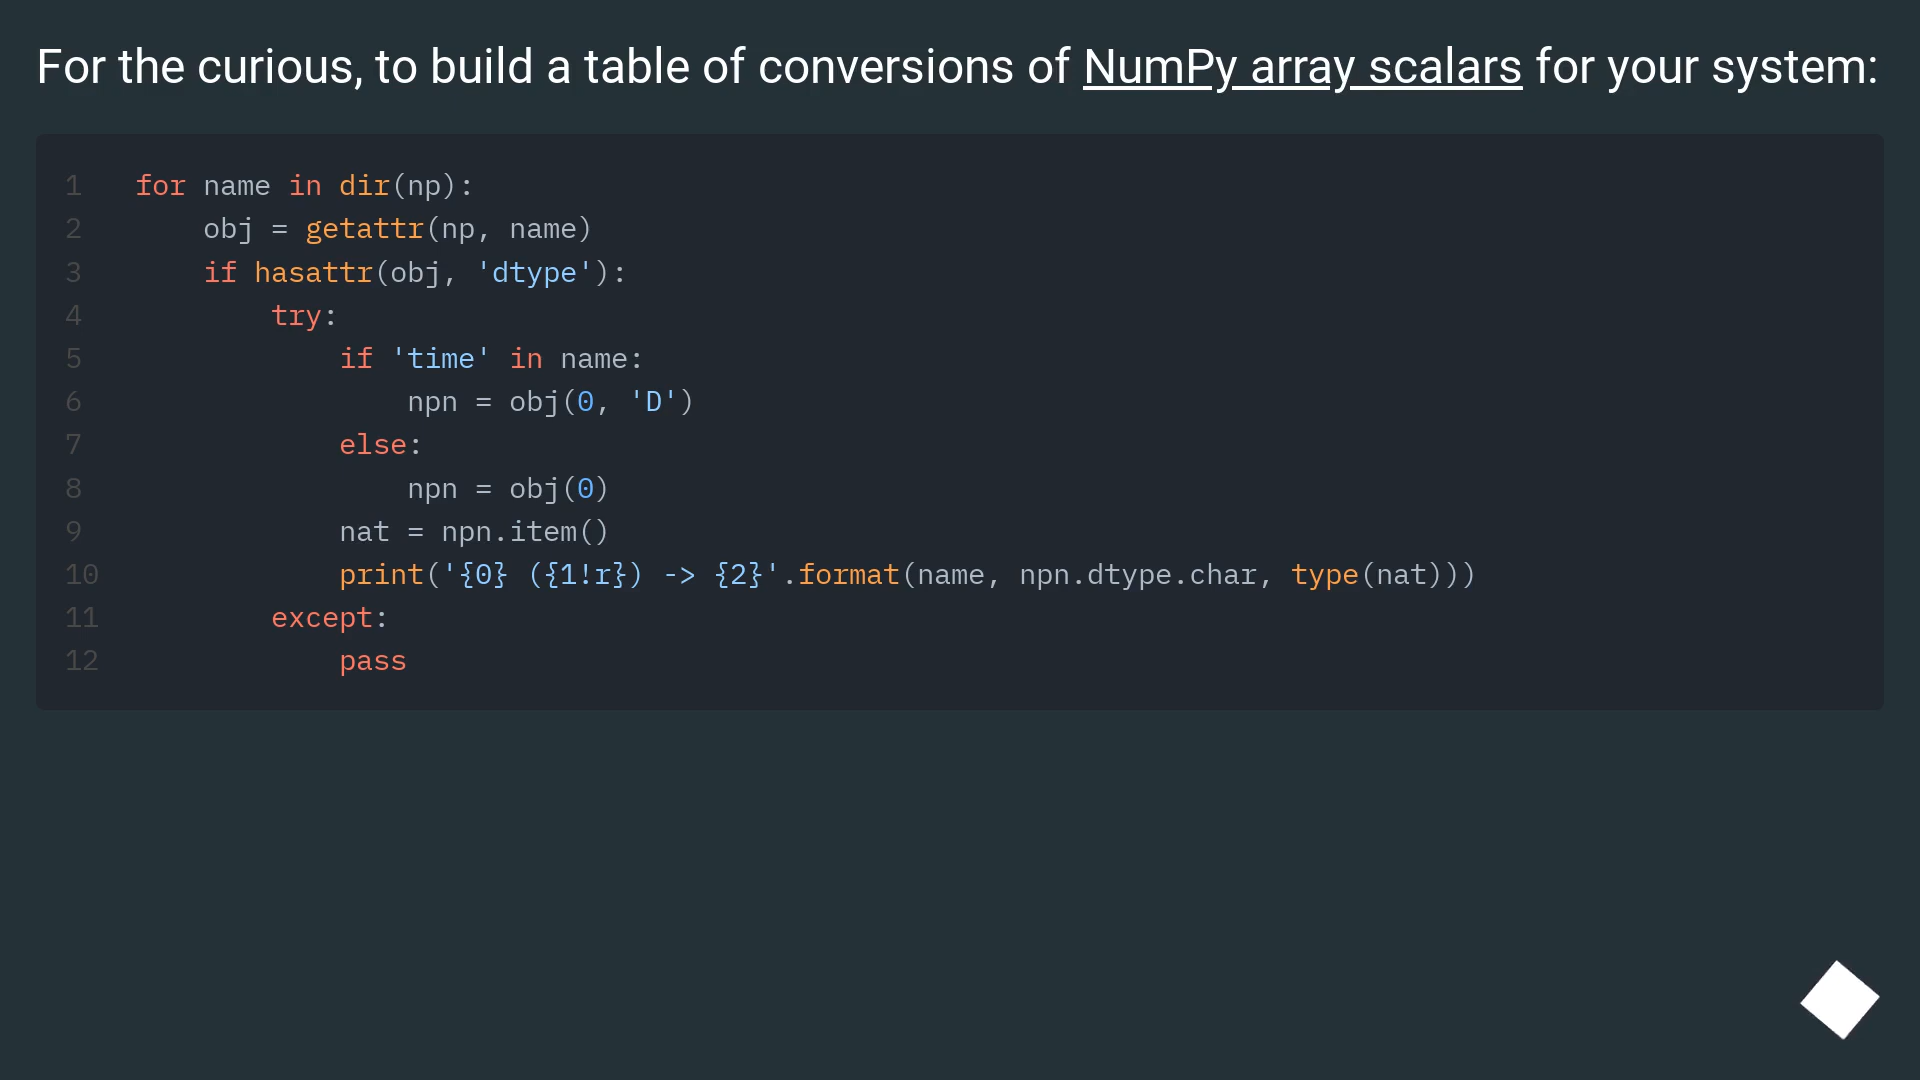 For the curious, to build a table of conversions of NumPy array scalars for your system:
1 for name in dir(np):
2 obj = getattr(np, name)
3 if hasattr(obj, 'dtype'):
4 try:
5 if 'time' in name:
6 npn = obj(0, 'D')
7 else:
8 npn = obj(0)
9 nat = npn.item()
10 print('{0} ({1!r}) -> {2}'.format(name, npn.dtype.char, type(nat)))
11 except:
12 pass